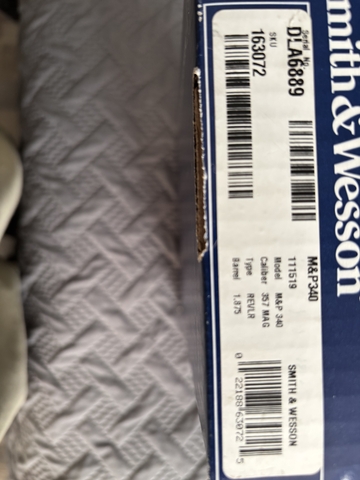 Smith & Wesson
Serial No.
DLA6889
SKU
163072
M&P340
111519
Model M&P 340
Caliber 357 MAG
Type REVLR
Barrel 1.875
SMITH & WESSON
0 22188 63072 5